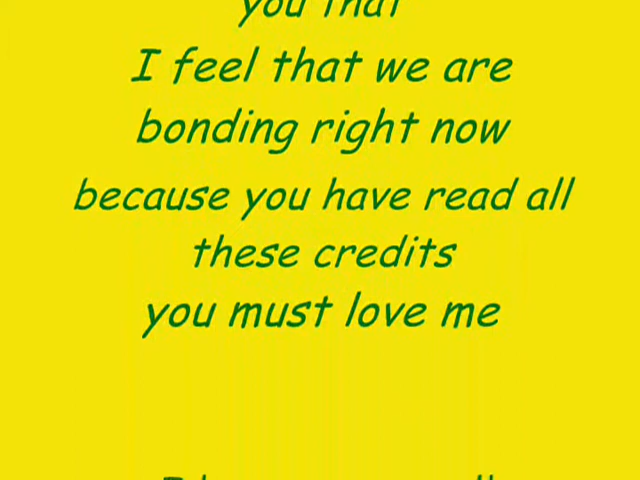 you that
I feel that we are
bonding right now
because you have read all
these credits
you must love me